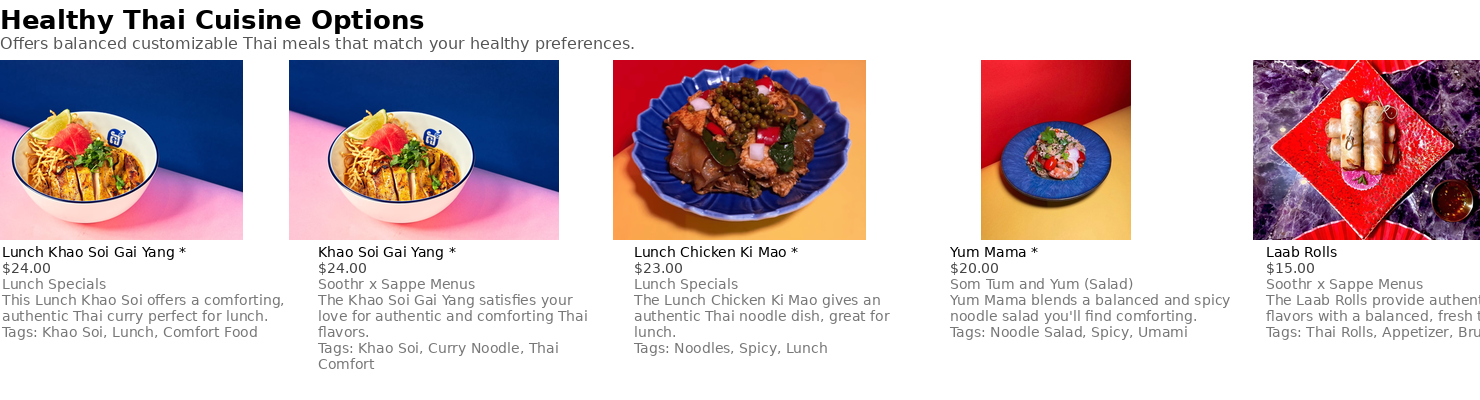 Healthy Thai Cuisine Options
Offers balanced customizable Thai meals that match your healthy preferences.
Lunch Khao Soi Gai Yang *
$24.00
Lunch Specials
This Lunch Khao Soi offers a comforting,
authentic Thai curry perfect for lunch.
Tags: Khao Soi, Lunch, Comfort Food
Khao Soi Gai Yang *
$24.00
Soothr x Sappe Menus
The Khao Soi Gai Yang satisfies your
love for authentic and comforting Thai
flavors.
Tags: Khao Soi, Curry Noodle, Thai
Comfort
Lunch Chicken Ki Mao *
$23.00
Lunch Specials
The Lunch Chicken Ki Mao gives an
authentic Thai noodle dish, great for
lunch.
Tags: Noodles, Spicy, Lunch
Yum Mama *
$20.00
Som Tum and Yum (Salad)
Yum Mama blends a balanced and spicy
noodle salad you'll find comforting.
Tags: Noodle Salad, Spicy, Umami
Laab Rolls
$15.00
Soothr x Sappe Menus
The Laab Rolls provide
flavors with a balanced, fresh
Tags: Thai Rolls, Appetizer,